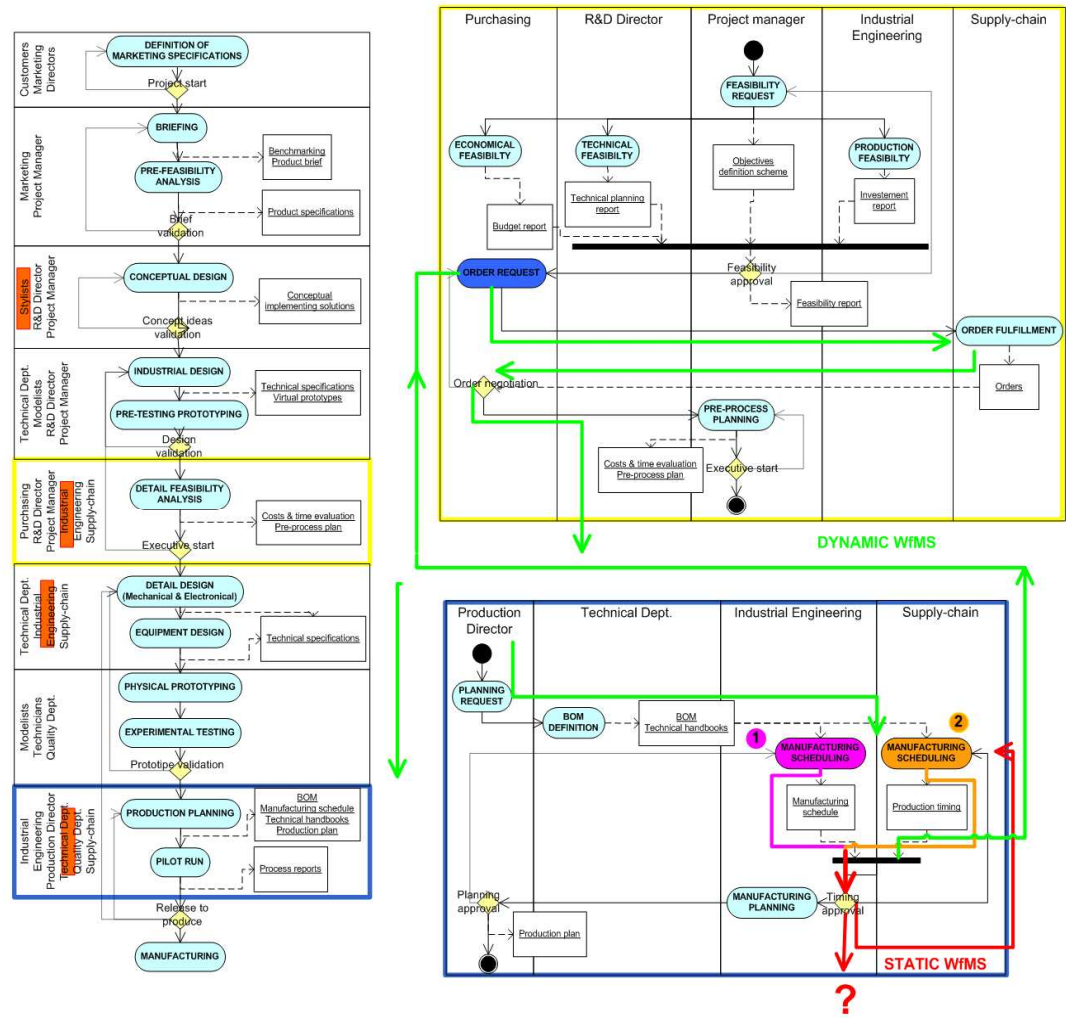 Customers
Marketing
Directors
DEFINITION OF
MARKETING SPECIFICATIONS
Project start
Marketing
Project Manager
BRIEFING
Benchmarking
Product brief
PRE-FEASIBILITY
ANALYSIS
Product specifications
Brief
validation
Stylists
R&D Director
Project Manager
CONCEPTUAL DESIGN
Conceptual
implementing solutions
Concept ideas
validation
Technical Dept.
Modelists
R&D Director
Project Manager
INDUSTRIAL DESIGN
Technical specifications
Virtual prototypes
PRE-TESTING PROTOTYPING
Design
validation
Purchasing
R&D Director
Project Manager
Industrial
Engineering
Supply-chain
DETAIL FEASIBILITY
ANALYSIS
Costs & time evaluation
Pre-process plan
Executive start
Technical Dept.
Industrial
Engineering
Supply-chain
DETAIL DESIGN
(Mechanical & Electronical)
EQUIPMENT DESIGN
Technical specifications
Modelists
Technicians
Quality Dept.
PHYSICAL PROTOTYPING
EXPERIMENTAL TESTING
Prototipe validation
Industrial
Engineering
Production Director
Technical Dept.
Quality Dept.
Supply-chain
PRODUCTION PLANNING
BOM
Manufacturing schedule
Technical handbooks
Production plan
PILOT RUN
Process reports
Release to
produce
MANUFACTURING
Purchasing
R&D Director
Project manager
Industrial
Engineering
Supply-chain
FEASIBILITY
REQUEST
ECONOMICAL
FEASIBILTY
TECHNICAL
FEASIBILTY
Objectives
definition scheme
PRODUCTION
FEASIBILTY
Technical planning
report
Investement
report
Budget report
ORDER REQUEST
Feasibility
approval
Feasibility report
ORDER FULFILLMENT
Order negotiation
Orders
PRE-PROCESS
PLANNING
Costs & time evaluation
Pre-process plan
Executive start
DYNAMIC WfMS
Production
Director
Technical Dept.
Industrial Engineering
Supply-chain
PLANNING
REQUEST
BOM
DEFINITION
BOM
Technical handbooks
1
2
MANUFACTURING
SCHEDULING
MANUFACTURING
SCHEDULING
Manufacturing
schedule
Production timing
Planning
approval
MANUFACTURING
PLANNING
Timing
approval
Production plan
STATIC WfMS
?